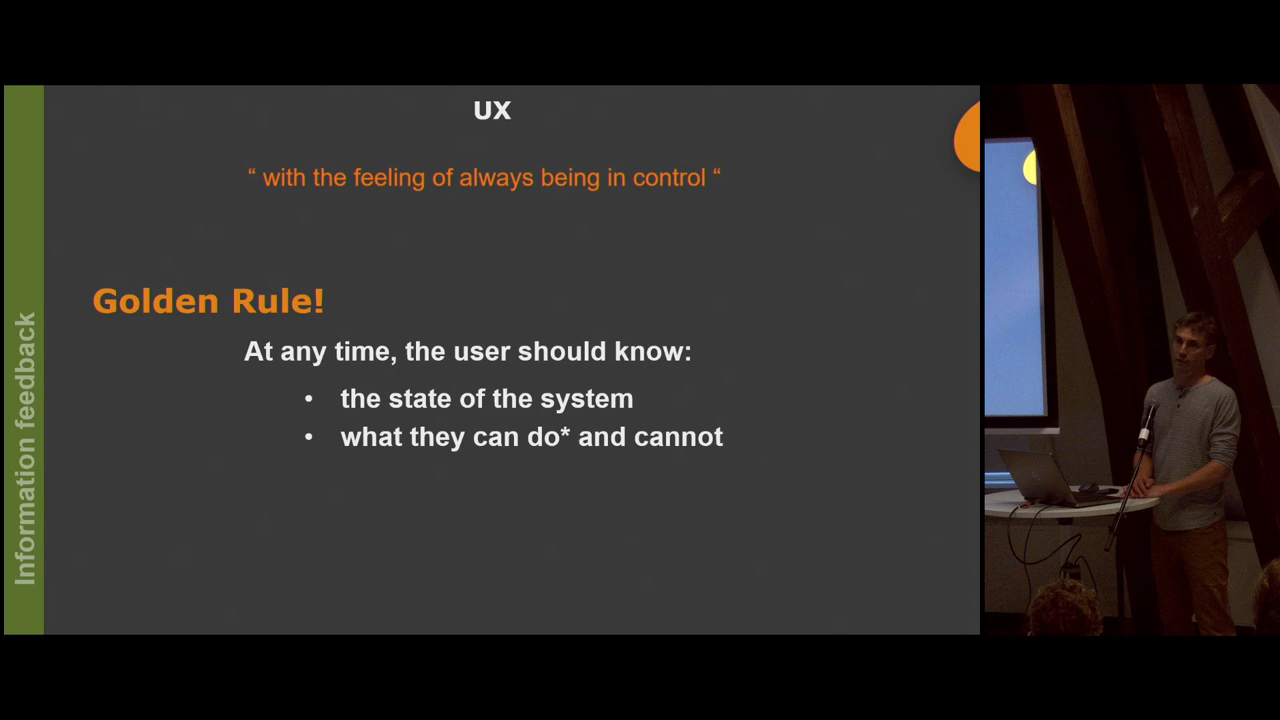 UX
“ with the feeling of always being in control “
Golden Rule!
At any time, the user should know:
• the state of the system
• what they can do* and cannot
Information feedback